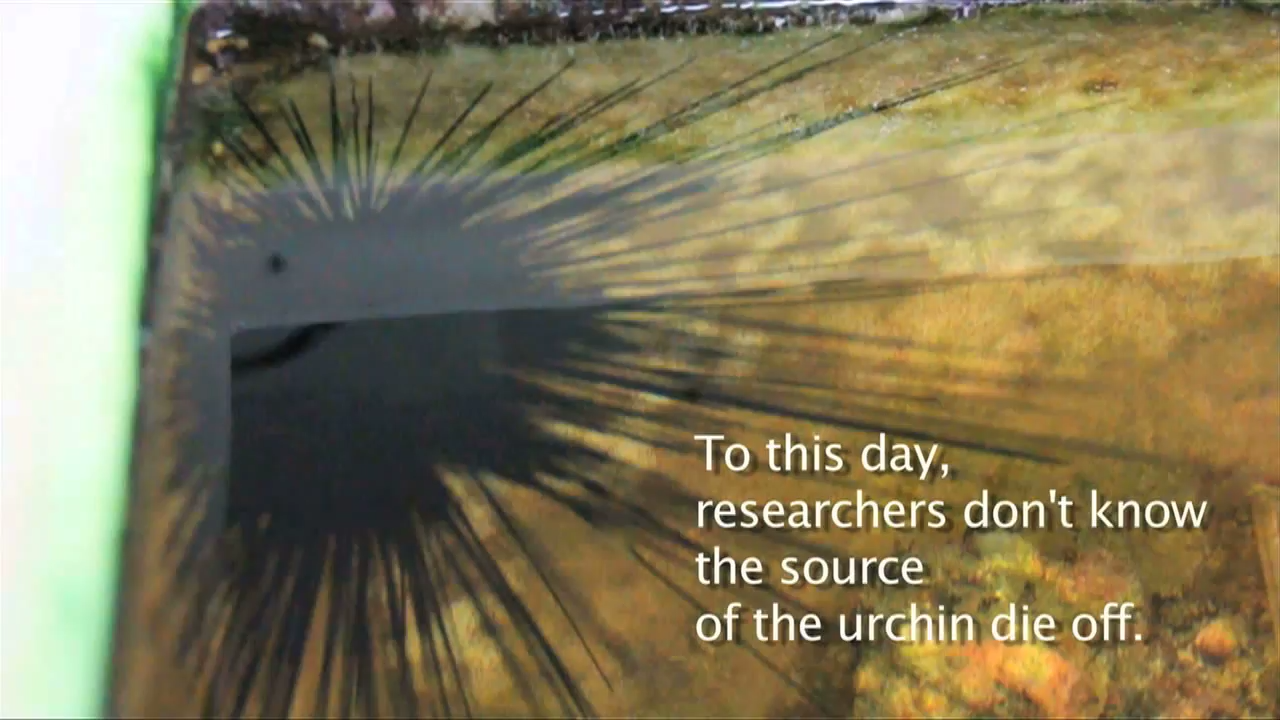 To this day,
researchers don't know
the source
of the urchin die off.